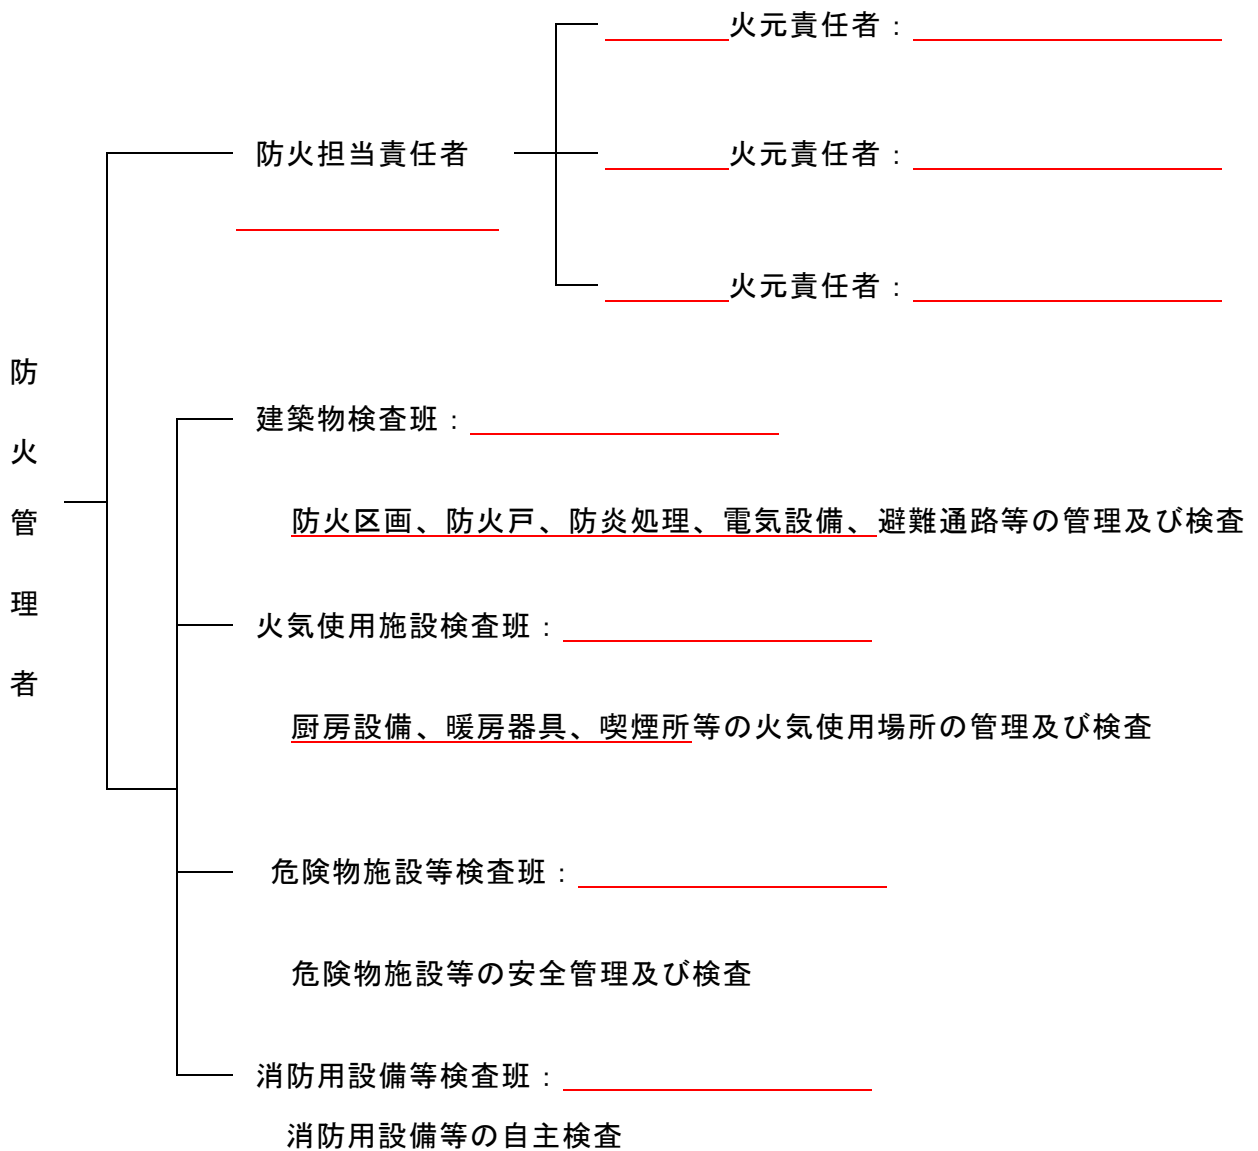 火元責任者：
防火担当責任者
火元責任者：
火元責任者：
防火管理者
建築物検査班：
防火区画、防火戸、防炎処理、電気設備、避難通路等の管理及び検査
火気使用施設検査班：
厨房設備、暖房器具、喫煙所等の火気使用場所の管理及び検査
危険物施設等検査班：
危険物施設等の安全管理及び検査
消防用設備等検査班：
消防用設備等の自主検査